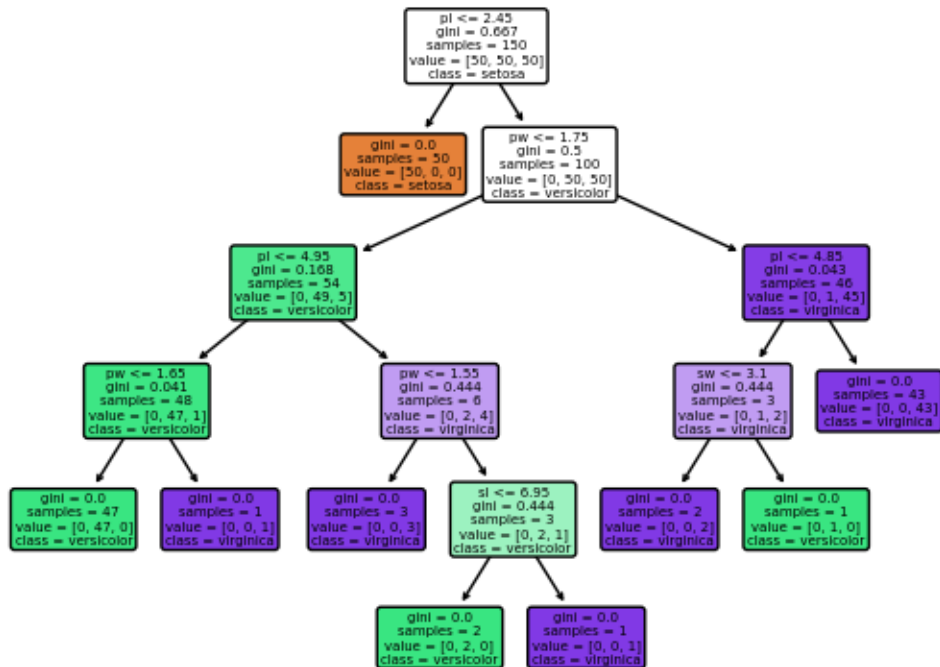 pl <= 2.45
gini = 0.667
samples = 150
value = [50, 50, 50]
class = setosa
gini = 0.0
samples = 50
value = [50, 0, 0]
class = setosa
pw <= 1.75
gini = 0.5
samples = 100
value = [0, 50, 50]
class = versicolor
pl <= 4.95
gini = 0.168
samples = 54
value = [0, 49, 5]
class = versicolor
pl <= 4.85
gini = 0.043
samples = 46
value = [0, 1, 45]
class = virginica
pw <= 1.65
gini = 0.041
samples = 48
value = [0, 47, 1]
class = versicolor
pw <= 1.55
gini = 0.444
samples = 6
value = [0, 2, 4]
class = virginica
sw <= 3.1
gini = 0.444
samples = 3
value = [0, 1, 2]
class = virginica
gini = 0.0
samples = 43
value = [0, 0, 43]
class = virginica
gini = 0.0
samples = 47
value = [0, 47, 0]
class = versicolor
gini = 0.0
samples = 1
value = [0, 0, 1]
class = virginica
gini = 0.0
samples = 3
value = [0, 0, 3]
class = virginica
sl <= 6.95
gini = 0.444
samples = 3
value = [0, 2, 1]
class = versicolor
gini = 0.0
samples = 2
value = [0, 0, 2]
class = virginica
gini = 0.0
samples = 1
value = [0, 1, 0]
class = versicolor
gini = 0.0
samples = 2
value = [0, 2, 0]
class = versicolor
gini = 0.0
samples = 1
value = [0, 0, 1]
class = virginica